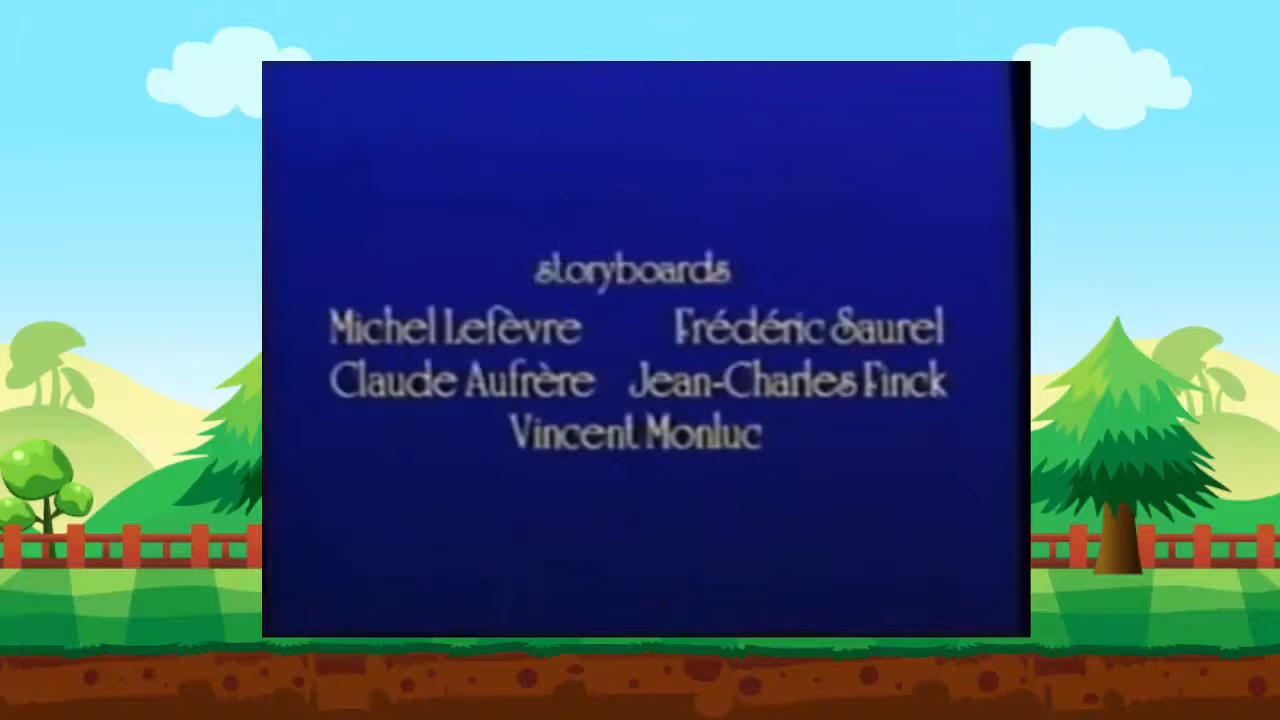 storyboards
Michel Lefèvre Frédéric Saurel
Claude Aufrère Jean-Charles Finck
Vincent Monluc